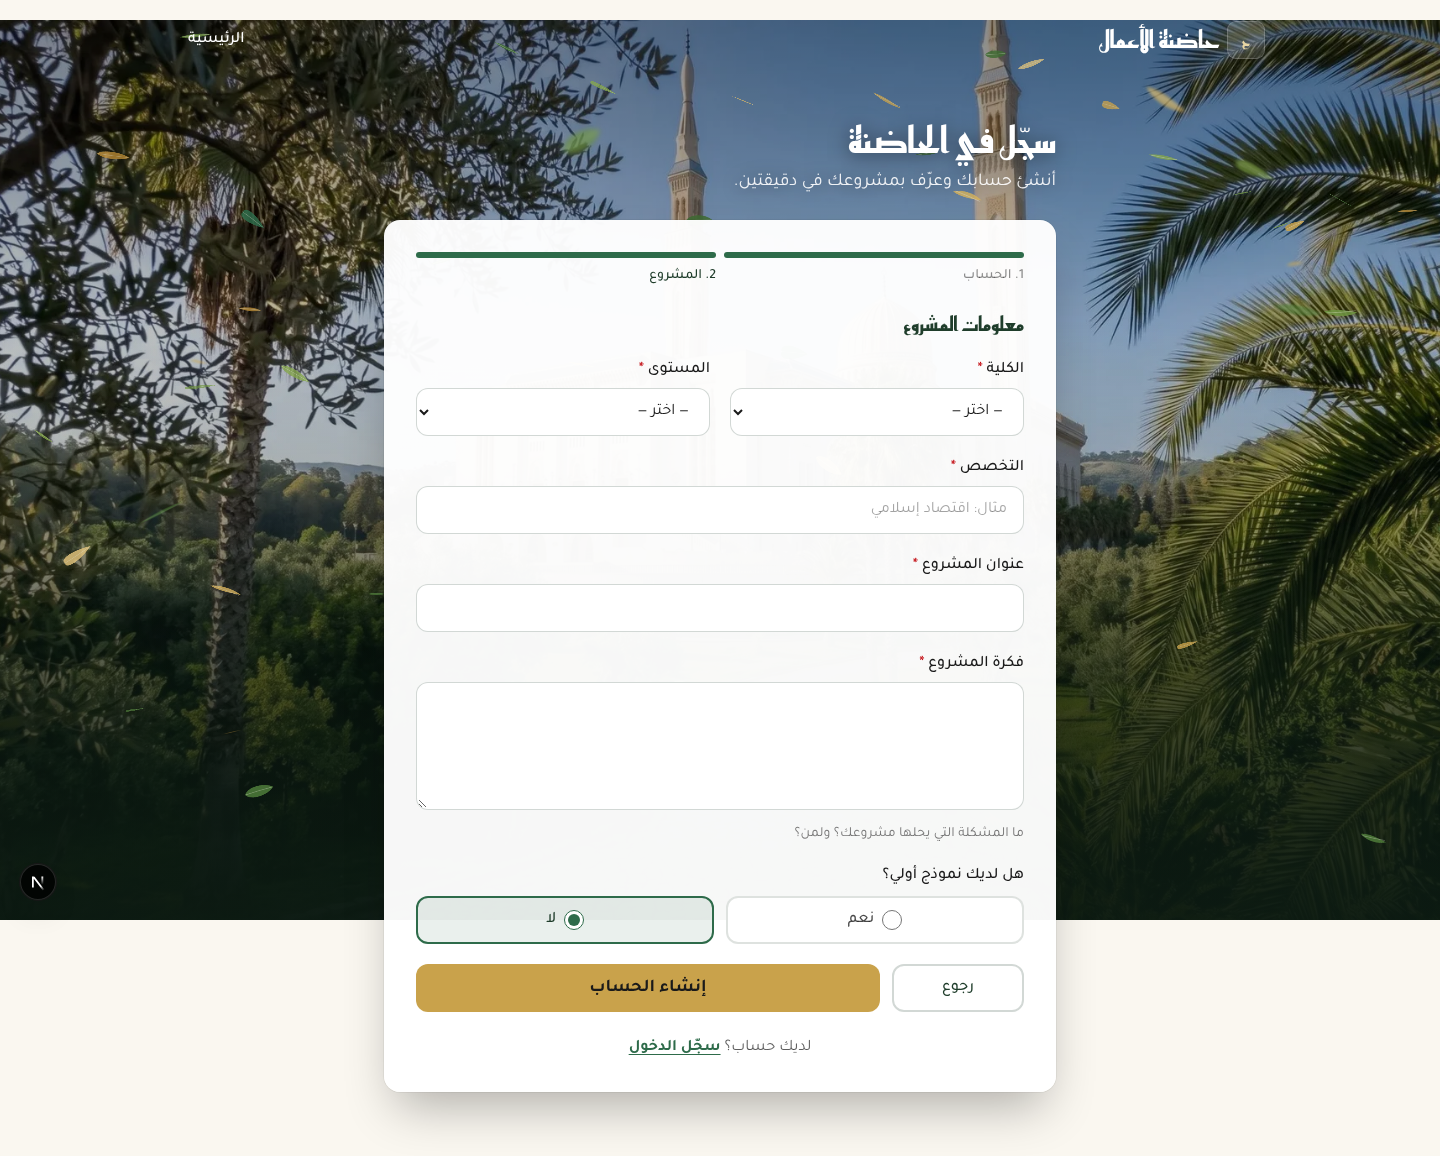 حاضنة الأعمال
الرئيسية
سجّل في الحاضنة
أنشئ حسابك وعرّف بمشروعك في دقيقتين.
1. الحساب
2. المشروع
معلومات المشروع
الكلية *
المستوى *
– اختر –
– اختر –
التخصص *
مثال: اقتصاد إسلامي
عنوان المشروع *
فكرة المشروع *
ما المشكلة التي يحلها مشروعك؟ ولمن؟
هل لديك نموذج أولي؟
نعم
لا
رجوع
إنشاء الحساب
لديك حساب؟ سجّل الدخول
N